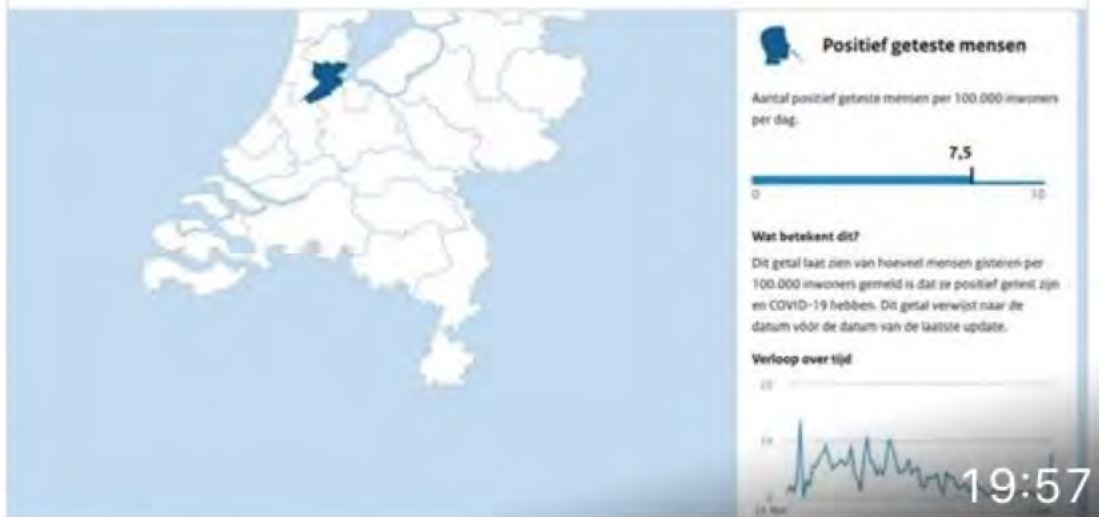 Positief geteste mensen
Aantal positief geteste mensen per 100.000 inwoners
per dag.
7,5
0
10
Wat betekent dit?
Dit getal laat zien van hoeveel mensen gisteren per
100.000 inwoners gemeld is dat ze positief getest zijn
en COVID-19 hebben. Dit getal verwijst naar de
datum vóór de datum van de laatste update.
Verloop over tijd
19:57